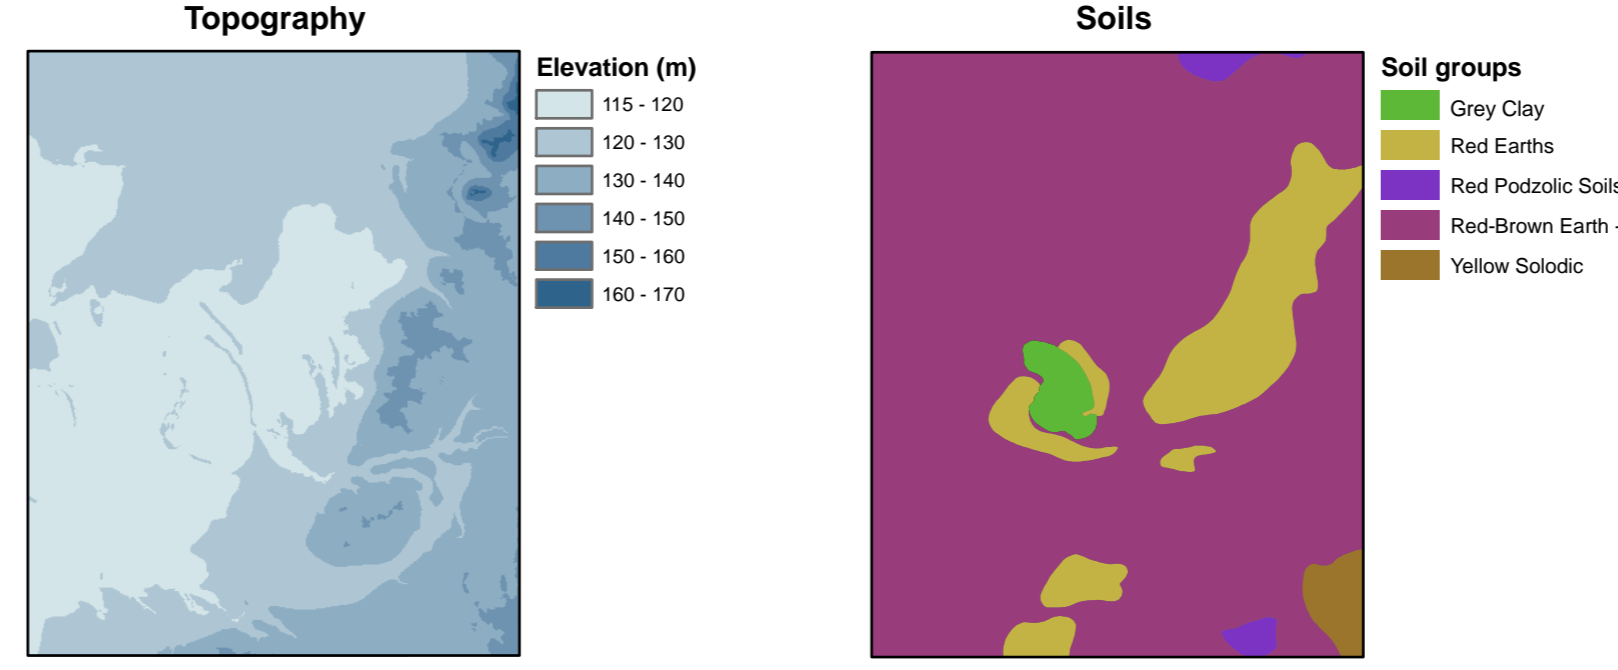 Topography
Elevation (m)
115 - 120
120 - 130
130 - 140
140 - 150
150 - 160
160 - 170
Soils
Soil groups
Grey Clay
Red Earths
Red Podzolic Soils
Red-Brown Earth -
Yellow Solodic